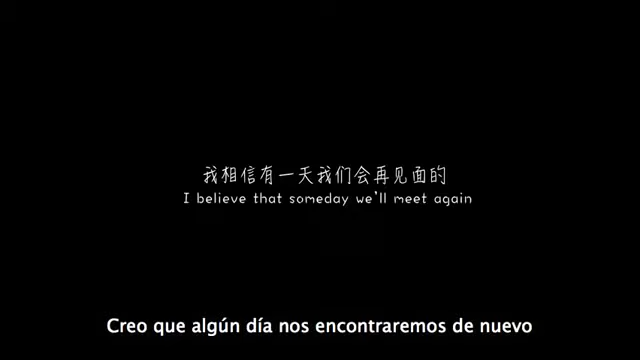 我相信有一天我们会再见面的
I believe that someday we'll meet again
Creo que algún día nos encontraremos de nuevo